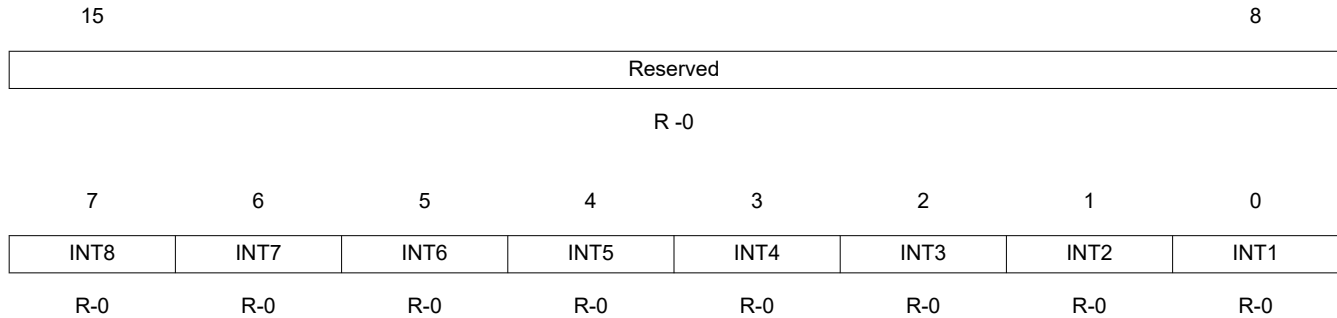 15 8
Reserved
R -0
7 6 5 4 3 2 1 0
INT8 INT7 INT6 INT5 INT4 INT3 INT2 INT1
R-0 R-0 R-0 R-0 R-0 R-0 R-0 R-0